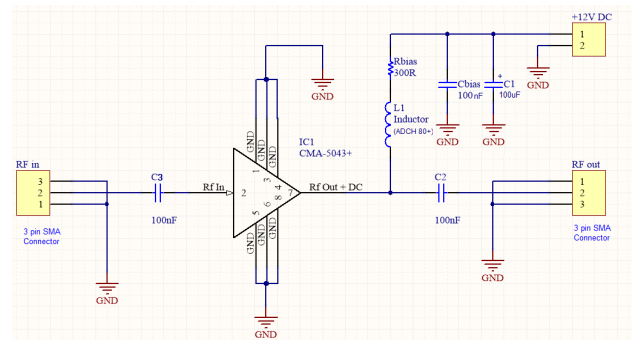 +12V DC
1
2
GND
Rbias
300R
L1
Inductor
(ADCH 80+)
Cbias
100nF
GND
+
C1
100uF
GND
GND
IC1
CMA-5043+
GND
GND
GND
1
3
4
Rf In
2
7
Rf Out + DC
5
6
8
GND
GND
GND
GND
RF in
3
2
1
3 pin SMA
Connector
GND
C3
100nF
C2
100nF
RF out
1
2
3
3 pin SMA
Connector
GND